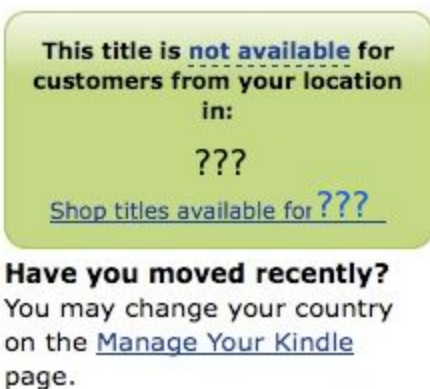 This title is not available for
customers from your location
in:
???
Shop titles available for ???
Have you moved recently?
You may change your country
on the Manage Your Kindle
page.